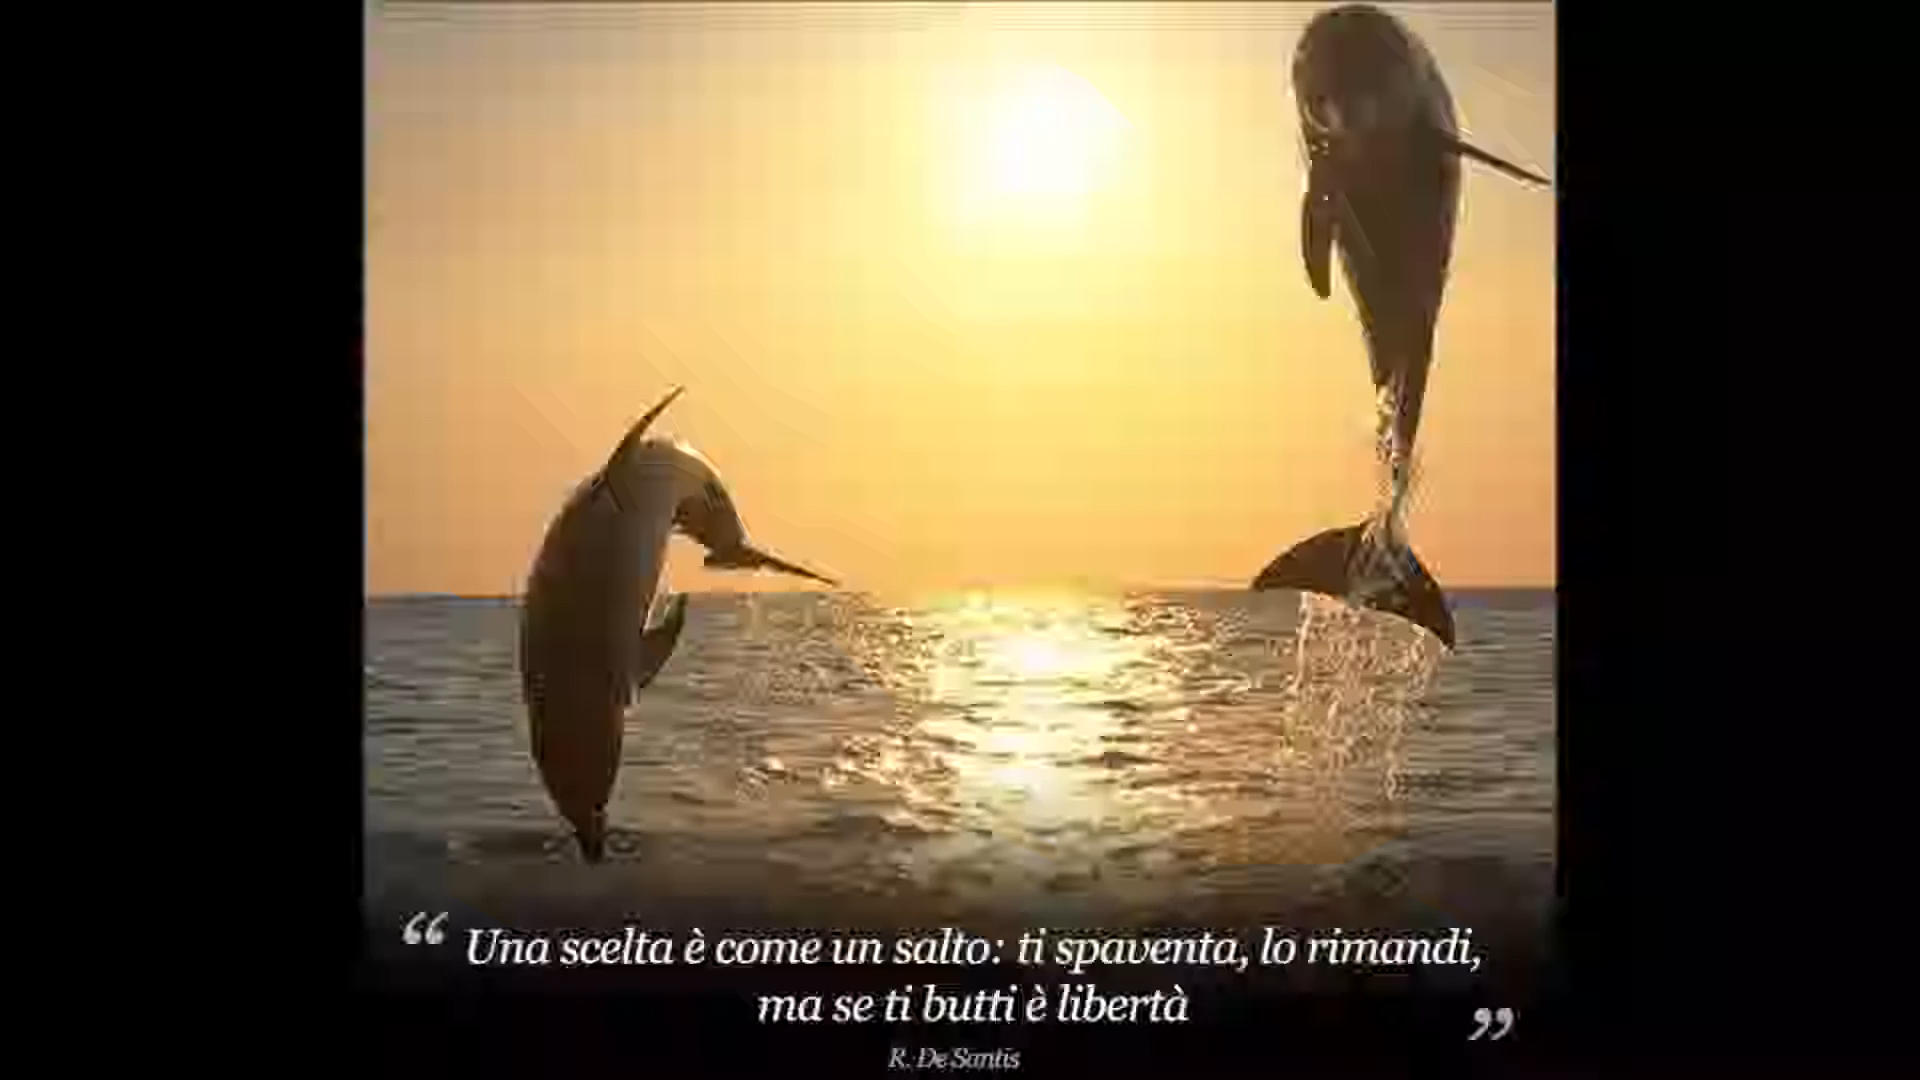 “ Una scelta è come un salto: ti spaventa, lo rimandi,
ma se ti butti è libertà ”
R. De Santis